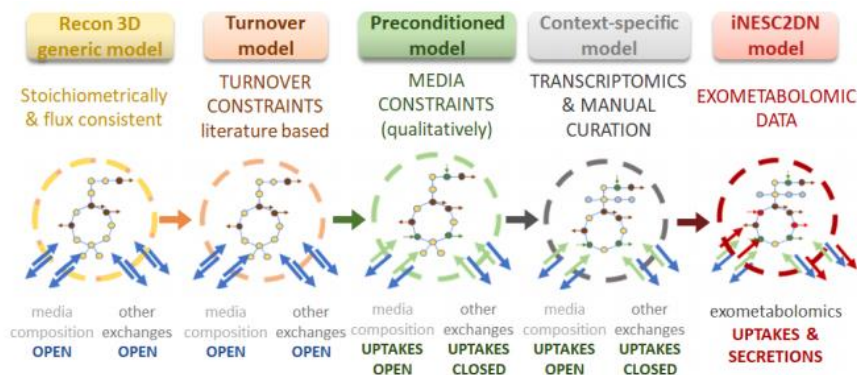 Recon 3D
generic model
Turnover
model
Preconditioned
model
Context-specific
model
iNESC2DN
model
Stoichiometrically
& flux consistent
TURNOVER
CONSTRAINTS
literature based
MEDIA
CONSTRAINTS
(qualitatively)
TRANSCRIPTOMICS
& MANUAL
CURATION
EXOMETABOLOMIC
DATA
media
composition
OPEN
other
exchanges
OPEN
media
composition
OPEN
other
exchanges
OPEN
media
composition
UPTAKES
OPEN
other
exchanges
UPTAKES
CLOSED
media
composition
UPTAKES
OPEN
other
exchanges
UPTAKES
CLOSED
exometabolomics
UPTAKES &
SECRETIONS